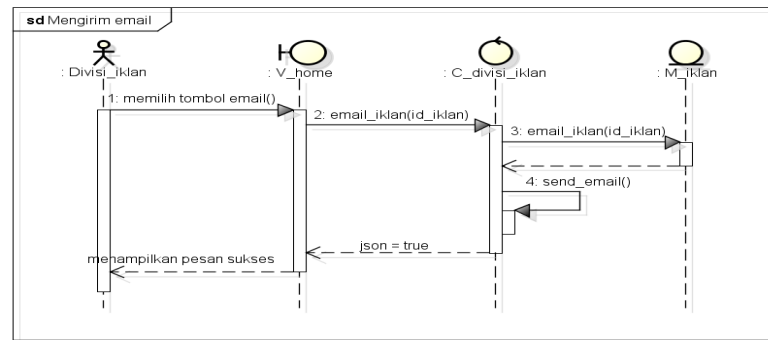 sd Mengirim email
: Divisi_iklan
: V_home
: C_divisi_iklan
: M_iklan
1: memilih tombol email()
2: email_iklan(id_iklan)
3: email_iklan(id_iklan)
4: send_email()
json = true
menampilkan pesan sukses